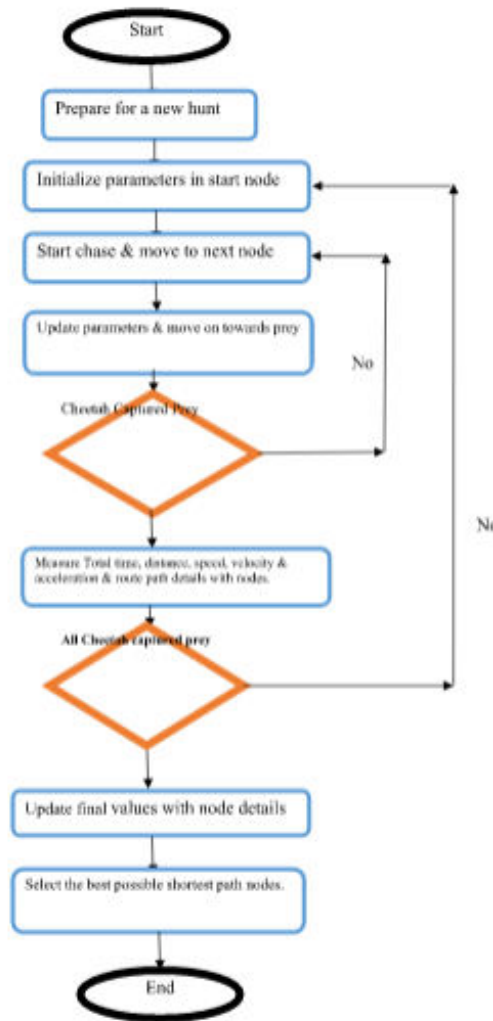 Start
Prepare for a new hunt
Initialize parameters in start node
Start chase & move to next node
Update parameters & move on towards prey
No
Cheetah Captured Prey
No
Measure Total time, distance, speed, velocity &
acceleration & route path details with nodes.
All Cheetah captured prey
Update final values with node details
Select the best possible shortest path nodes.
End